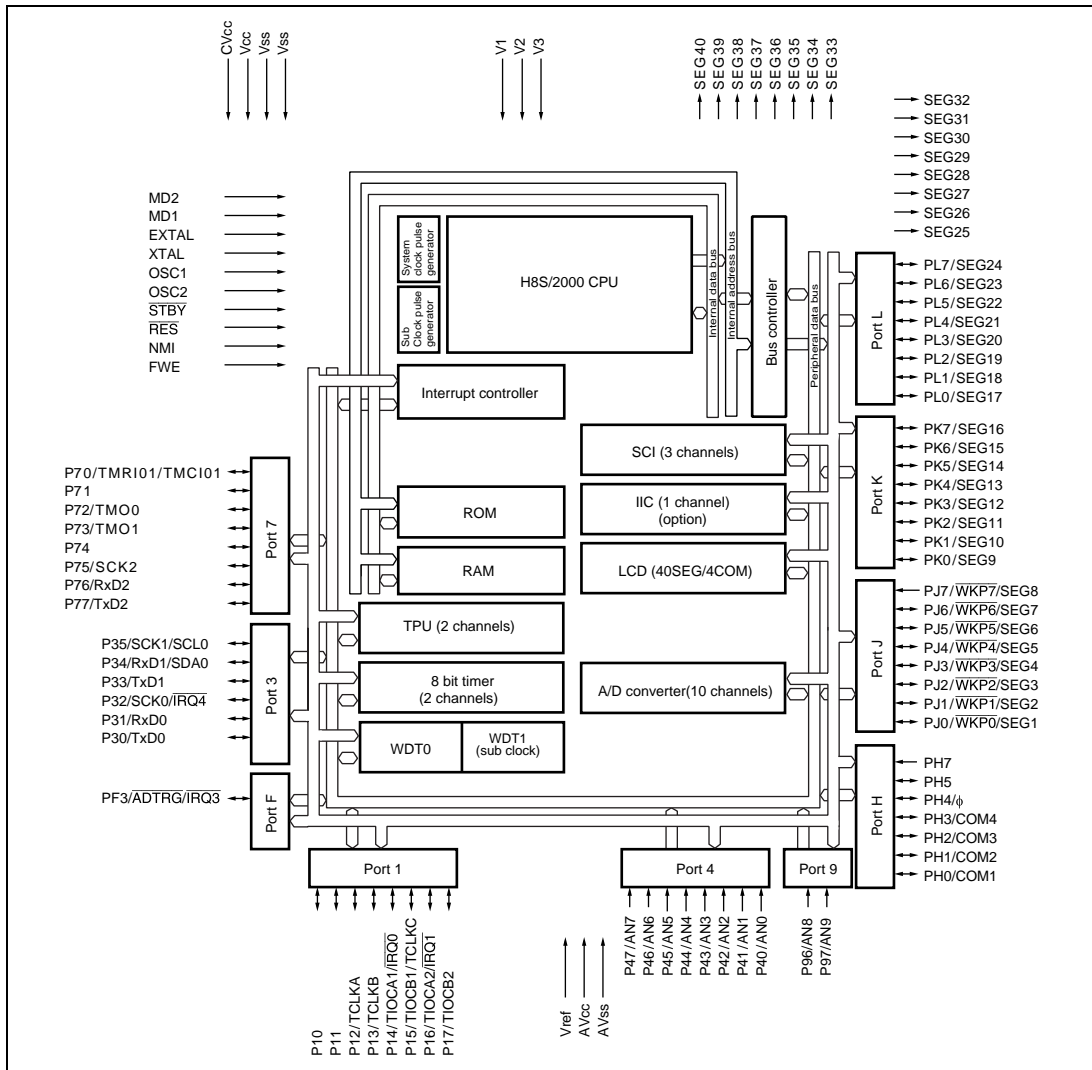 CVcc
Vcc
Vss
Vss
V1
V2
V3
SEG40
SEG39
SEG38
SEG37
SEG36
SEG35
SEG34
SEG33
SEG32
SEG31
SEG30
SEG29
SEG28
SEG27
SEG26
SEG25
MD2
MD1
EXTAL
XTAL
OSC1
OSC2
STBY
RES
NMI
FWE
System
clock pulse
generator
Sub
Clock pulse
generator
H8S/2000 CPU
Internal data bus
Internal address bus
Bus controller
Peripheral data bus
Port L
PL7/SEG24
PL6/SEG23
PL5/SEG22
PL4/SEG21
PL3/SEG20
PL2/SEG19
PL1/SEG18
PL0/SEG17
Interrupt controller
SCI (3 channels)
IIC (1 channel)
(option)
LCD (40SEG/4COM)
ROM
RAM
TPU (2 channels)
8 bit timer
(2 channels)
A/D converter(10 channels)
WDT0
WDT1
(sub clock)
Port K
PK7/SEG16
PK6/SEG15
PK5/SEG14
PK4/SEG13
PK3/SEG12
PK2/SEG11
PK1/SEG10
PK0/SEG9
P70/TMRI01/TMCI01
P71
P72/TMO0
P73/TMO1
P74
P75/SCK2
P76/RxD2
P77/TxD2
Port 7
Port J
PJ7/WKP7/SEG8
PJ6/WKP6/SEG7
PJ5/WKP5/SEG6
PJ4/WKP4/SEG5
PJ3/WKP3/SEG4
PJ2/WKP2/SEG3
PJ1/WKP1/SEG2
PJ0/WKP0/SEG1
P35/SCK1/SCL0
P34/RxD1/SDA0
P33/TxD1
P32/SCK0/IRQ4
P31/RxD0
P30/TxD0
Port 3
PF3/ADTRG/IRQ3
Port F
Port H
PH7
PH5
PH4/ϕ
PH3/COM4
PH2/COM3
PH1/COM2
PH0/COM1
Port 1
Port 4
Port 9
P10
P11
P12/TCLKA
P13/TCLKB
P14/TIOCA1/IRQ0
P15/TIOCB1/TCLKC
P16/TIOCA2/IRQ1
P17/TIOCB2
Vref
AVcc
AVss
P47/AN7
P46/AN6
P45/AN5
P44/AN4
P43/AN3
P42/AN2
P41/AN1
P40/AN0
P96/AN8
P97/AN9